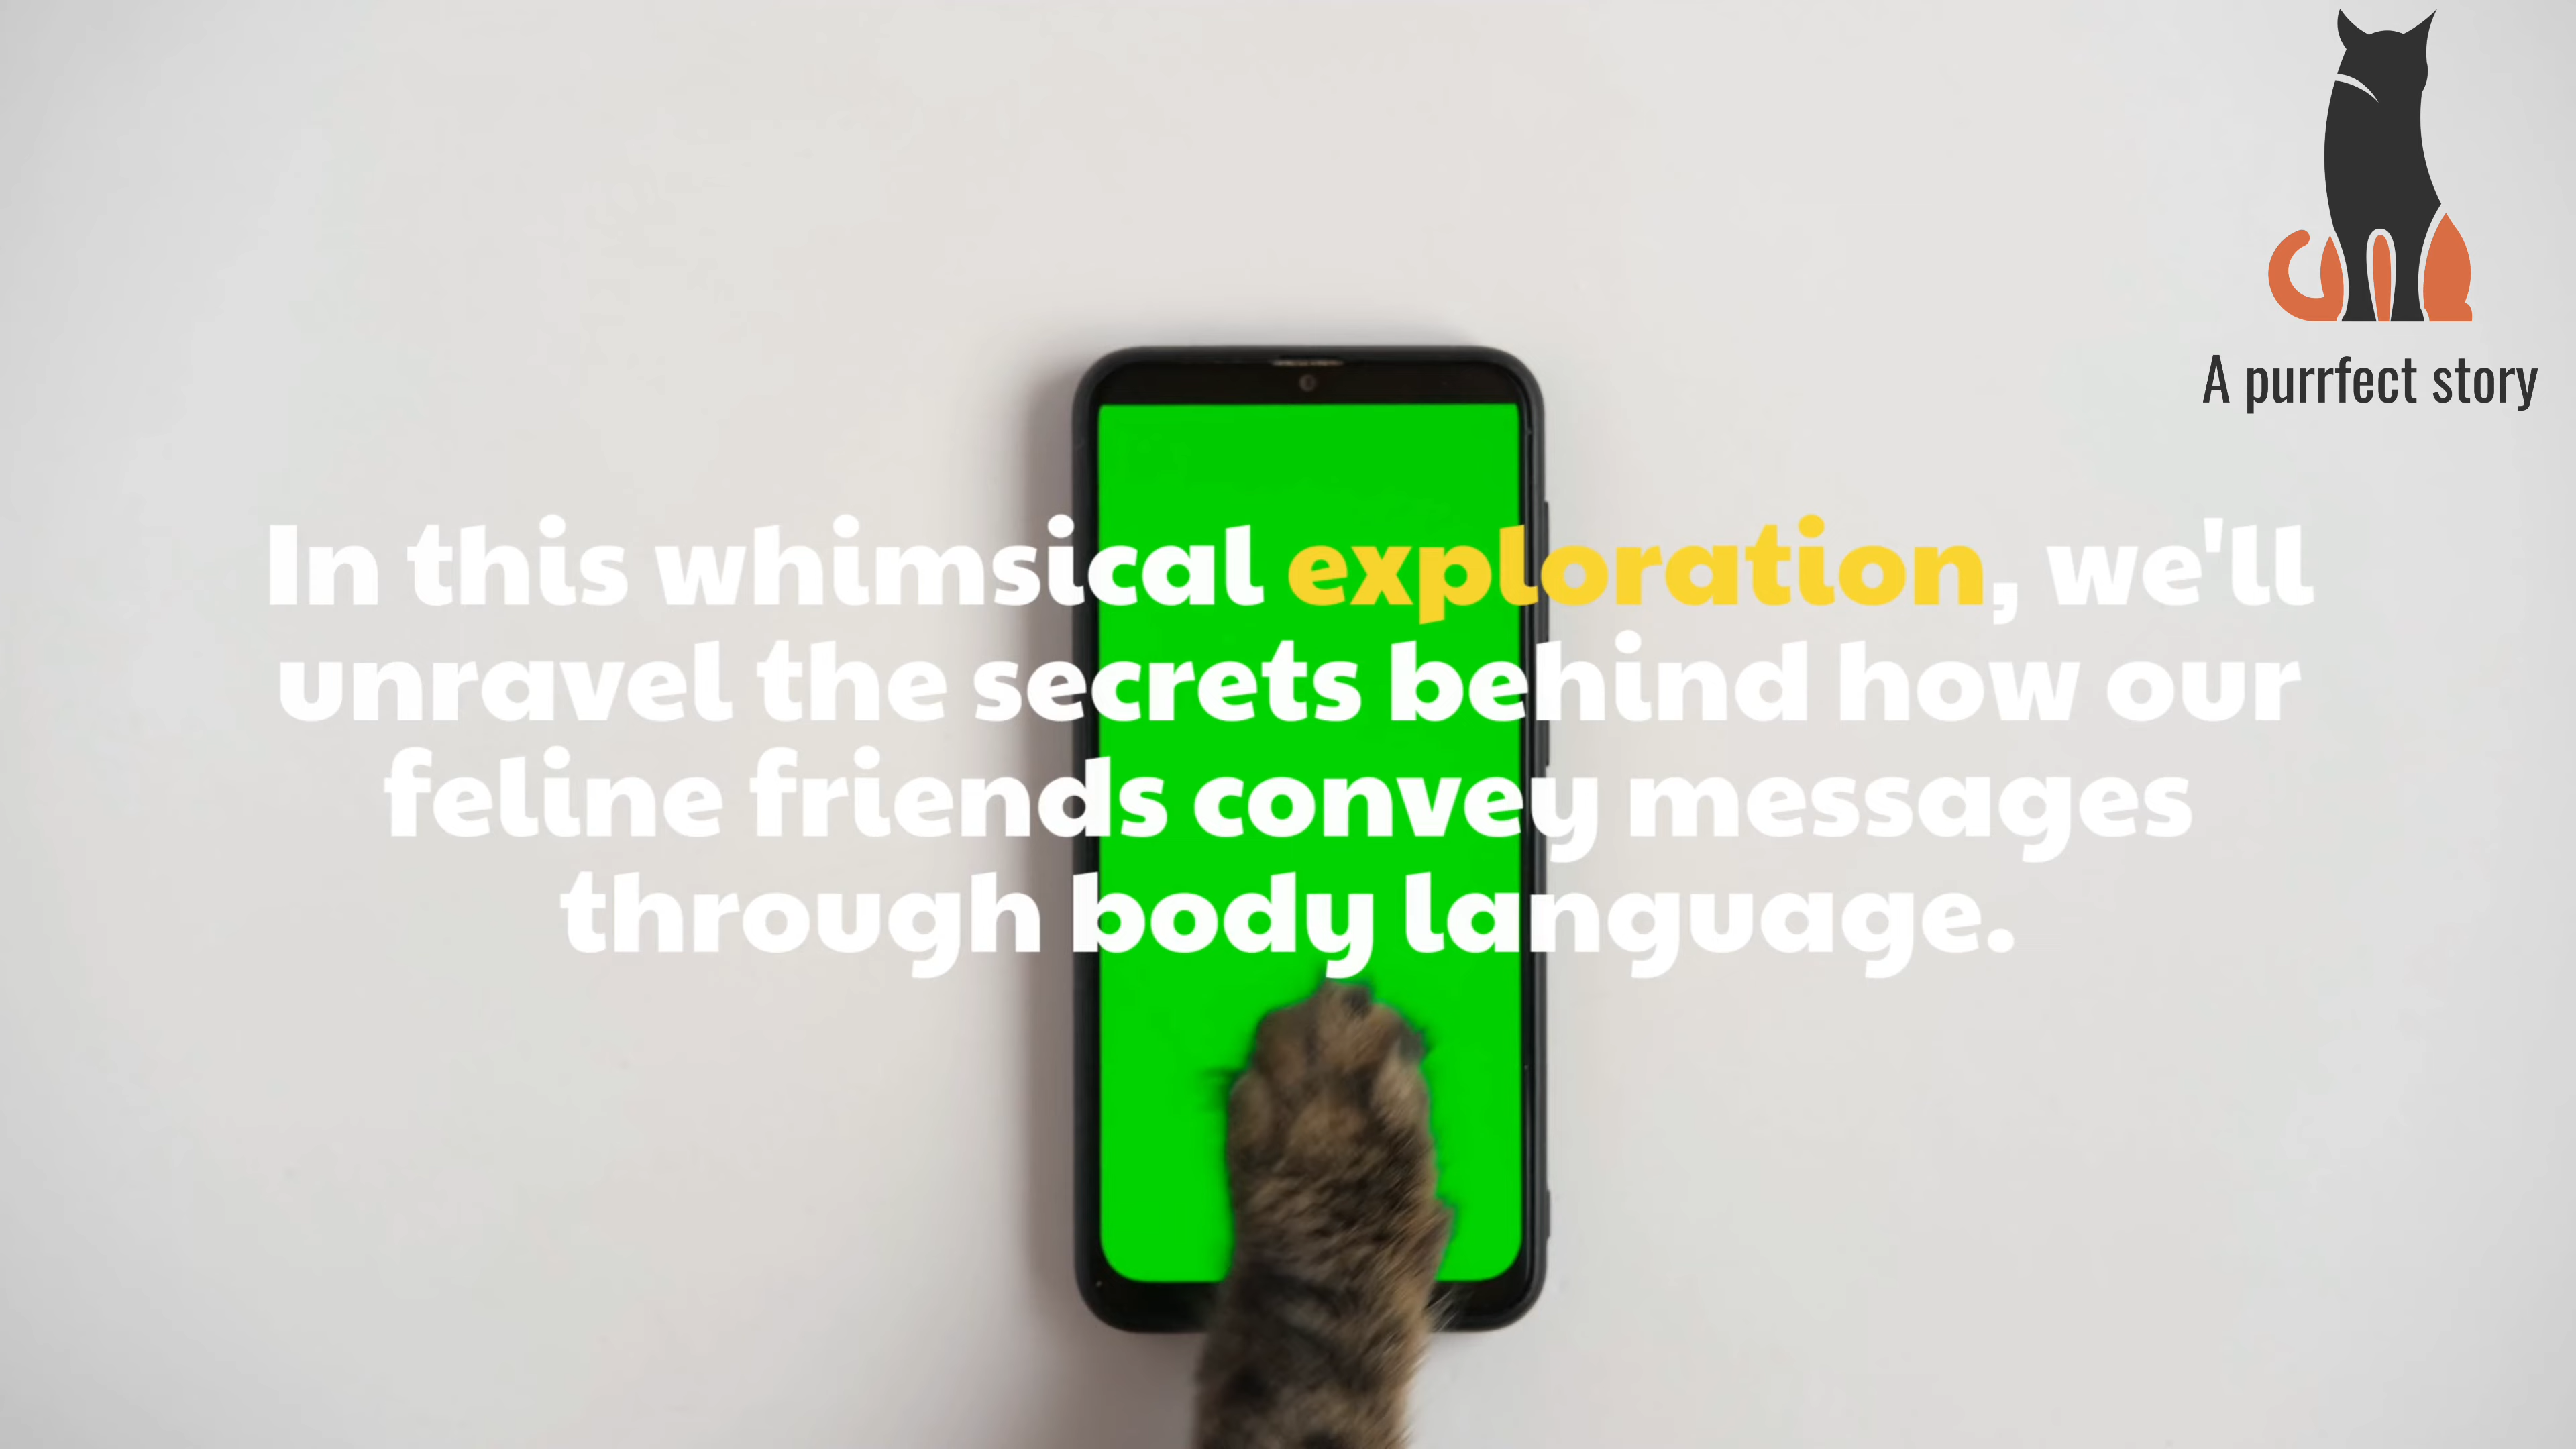 A purrfect story
In this whimsical exploration, we'll
unravel the secrets behind how our
feline friends convey messages
through body language.